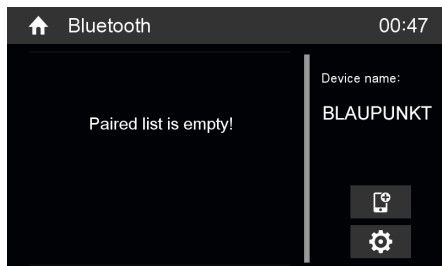 Bluetooth 00:47
Device name:
BLAUPUNKT
Paired list is empty!